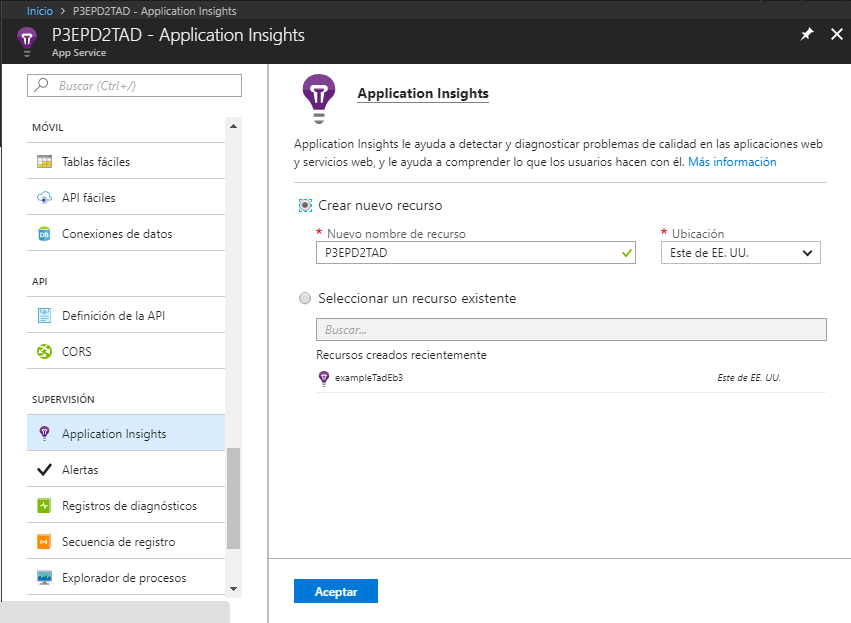 Inicio > P3EPD2TAD - Application Insights
P3EPD2TAD - Application Insights
App Service
Buscar (Ctrl+/)
MÓVIL
Tablas fáciles
API fáciles
Conexiones de datos
API
Definición de la API
CORS
SUPERVISIÓN
Application Insights
Alertas
Registros de diagnósticos
Secuencia de registro
Explorador de procesos
Application Insights
Application Insights le ayuda a detectar y diagnosticar problemas de calidad en las aplicaciones web
y servicios web, y le ayuda a comprender lo que los usuarios hacen con él. Más información
Crear nuevo recurso
* Nuevo nombre de recurso
P3EPD2TAD
* Ubicación
Este de EE. UU.
Seleccionar un recurso existente
Buscar...
Recursos creados recientemente
exampleTadEb3 Este de EE. UU.
Aceptar